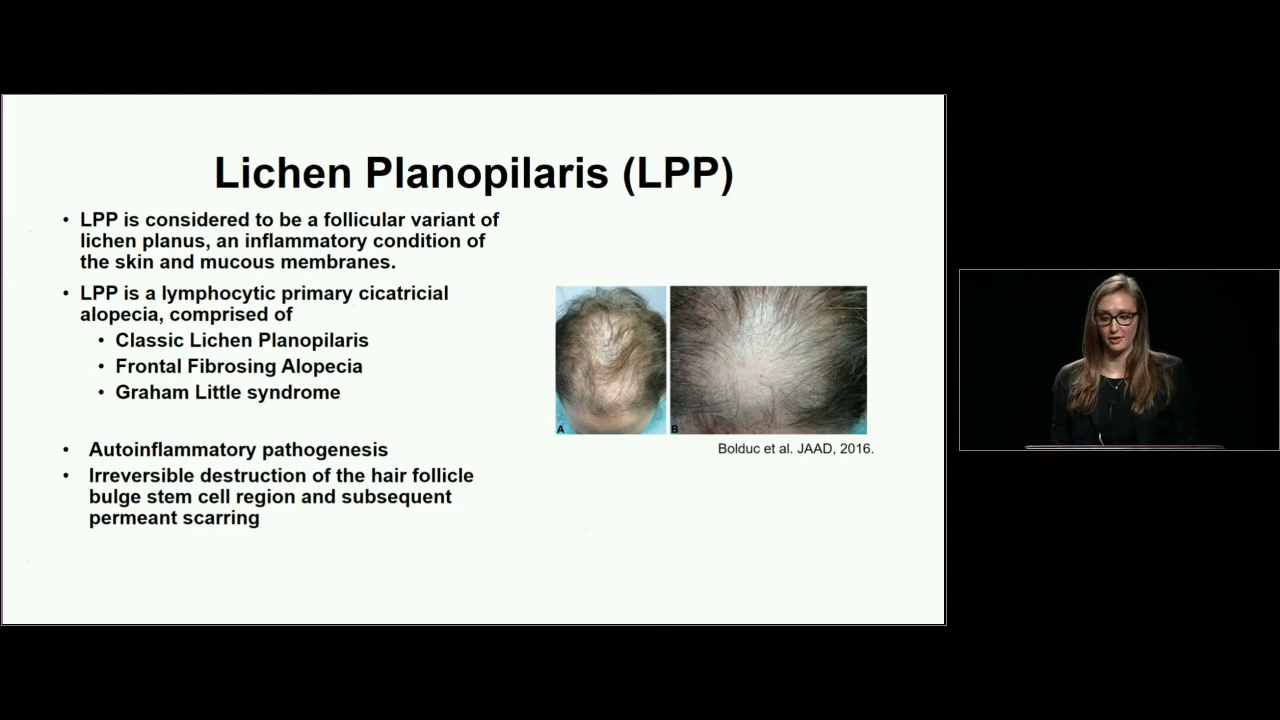 Lichen Planopilaris (LPP)
• LPP is considered to be a follicular variant of
lichen planus, an inflammatory condition of
the skin and mucous membranes.
• LPP is a lymphocytic primary cicatricial
alopecia, comprised of
• Classic Lichen Planopilaris
• Frontal Fibrosing Alopecia
• Graham Little syndrome
• Autoinflammatory pathogenesis
• Irreversible destruction of the hair follicle
bulge stem cell region and subsequent
permeant scarring
A B
Bolduc et al. JAAD, 2016.